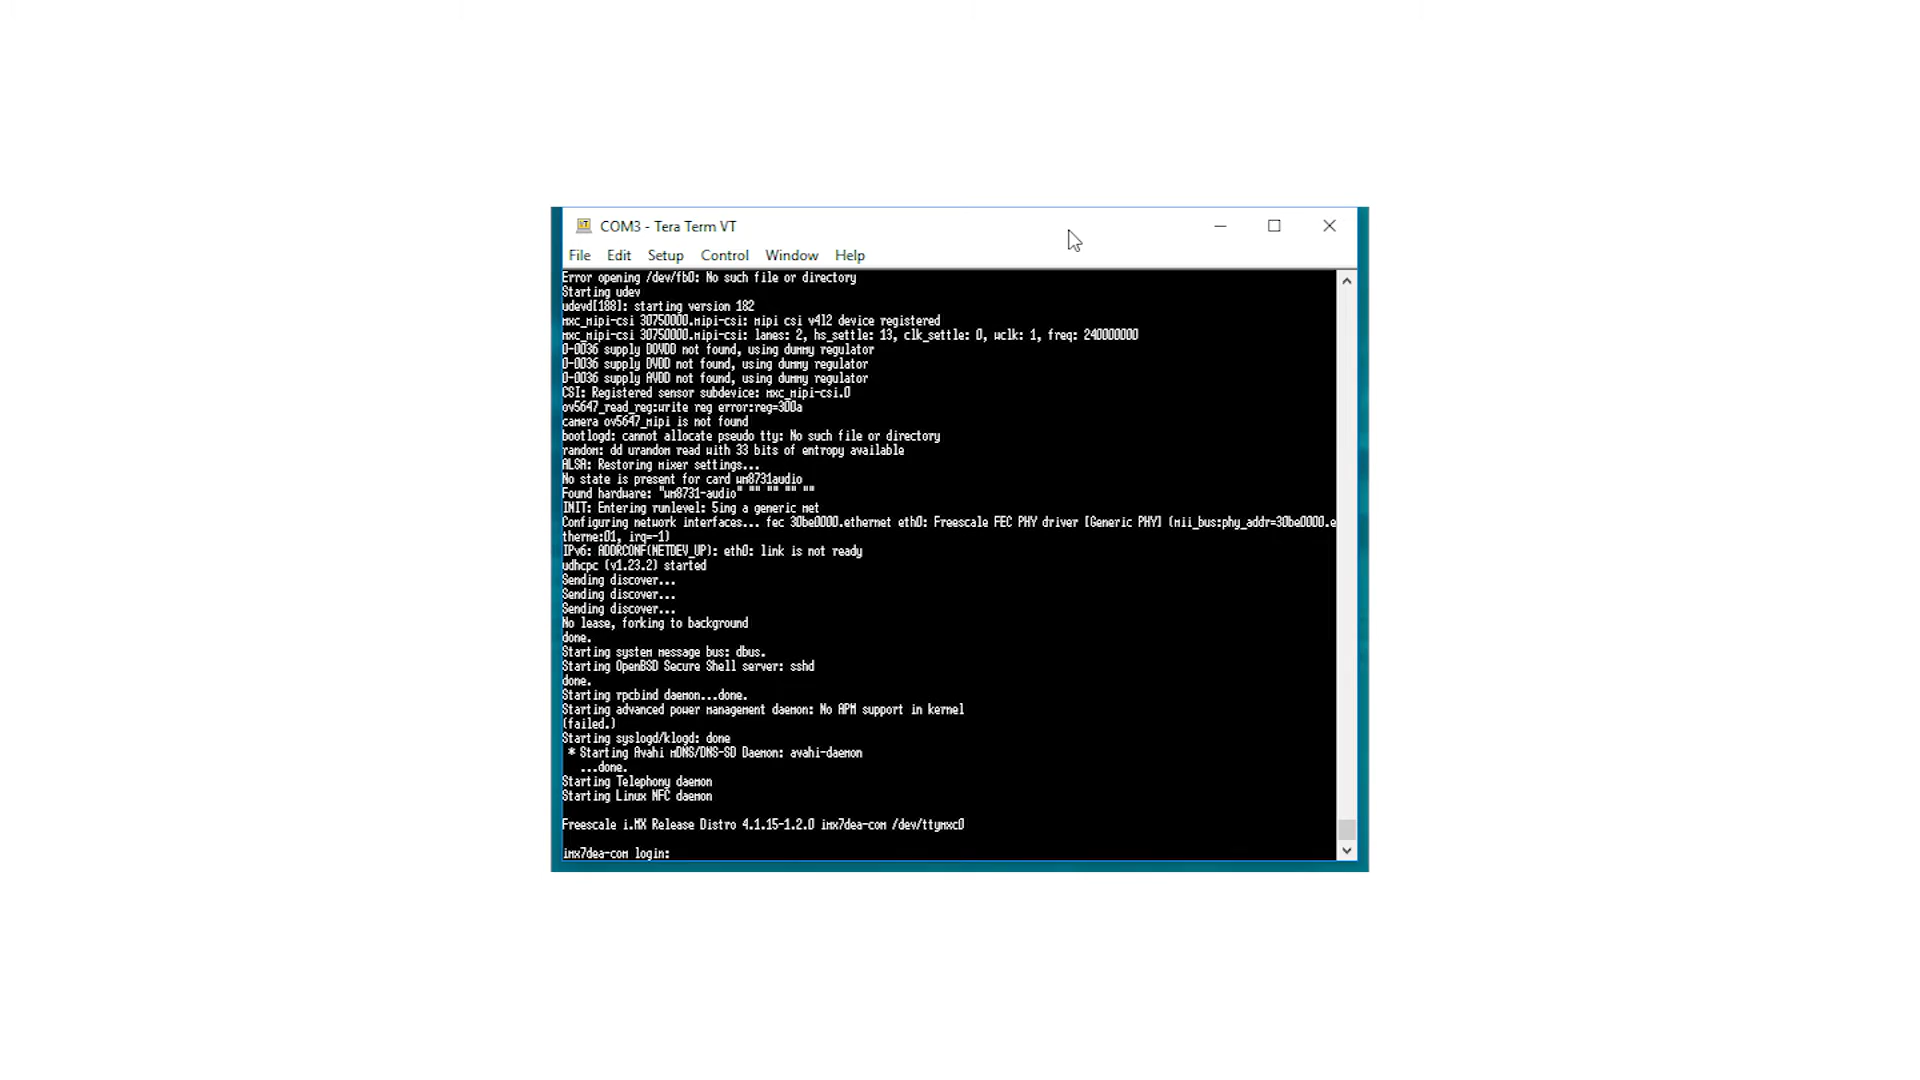 COM3 - Tera Term VT
File Edit Setup Control Window Help
Error opening /dev/fb0: No such file or directory
Starting udev
udevd[188]: starting version 182
mxc_mipi-csi 30750000.mipi-csi: mipi csi v4l2 device registered
mxc_mipi-csi 30750000.mipi-csi: lanes: 2, hs_settle: 13, clk_settle: 0, wclk: 1, freq: 240000000
0-0036 supply DOVDD not found, using dummy regulator
0-0036 supply DVDD not found, using dummy regulator
0-0036 supply AVDD not found, using dummy regulator
CSI: Registered sensor subdevice: mxc_mipi-csi.0
ov5647_read_reg:write reg error:reg=300a
camera ov5647_mipi is not found
bootlogd: cannot allocate pseudo tty: No such file or directory
random: dd urandom read with 33 bits of entropy available
ALSA: Restoring mixer settings...
No state is present for card wm8731audio
Found hardware: "wm8731-audio" "" "" "" ""
INIT: Entering runlevel: 5ing a generic met
Configuring network interfaces... fec 30be0000.ethernet eth0: Freescale FEC PHY driver [Generic PHY] (mii_bus:phy_addr=30be0000.e
therne:01, irq=-1)
IPv6: ADDRCONF(NETDEV_UP): eth0: link is not ready
udhcpc (v1.23.2) started
Sending discover...
Sending discover...
Sending discover...
No lease, forking to background
done.
Starting system message bus: dbus.
Starting OpenBSD Secure Shell server: sshd
done.
Starting rpcbind daemon...done.
Starting advanced power management daemon: No APM support in kernel
(failed.)
Starting syslogd/klogd: done
* Starting Avahi mDNS/DNS-SD Daemon: avahi-daemon
...done.
Starting Telephony daemon
Starting Linux NFC daemon
Freescale i.MX Release Distro 4.1.15-1.2.0 imx7dea-com /dev/ttymxc0
imx7dea-com login: